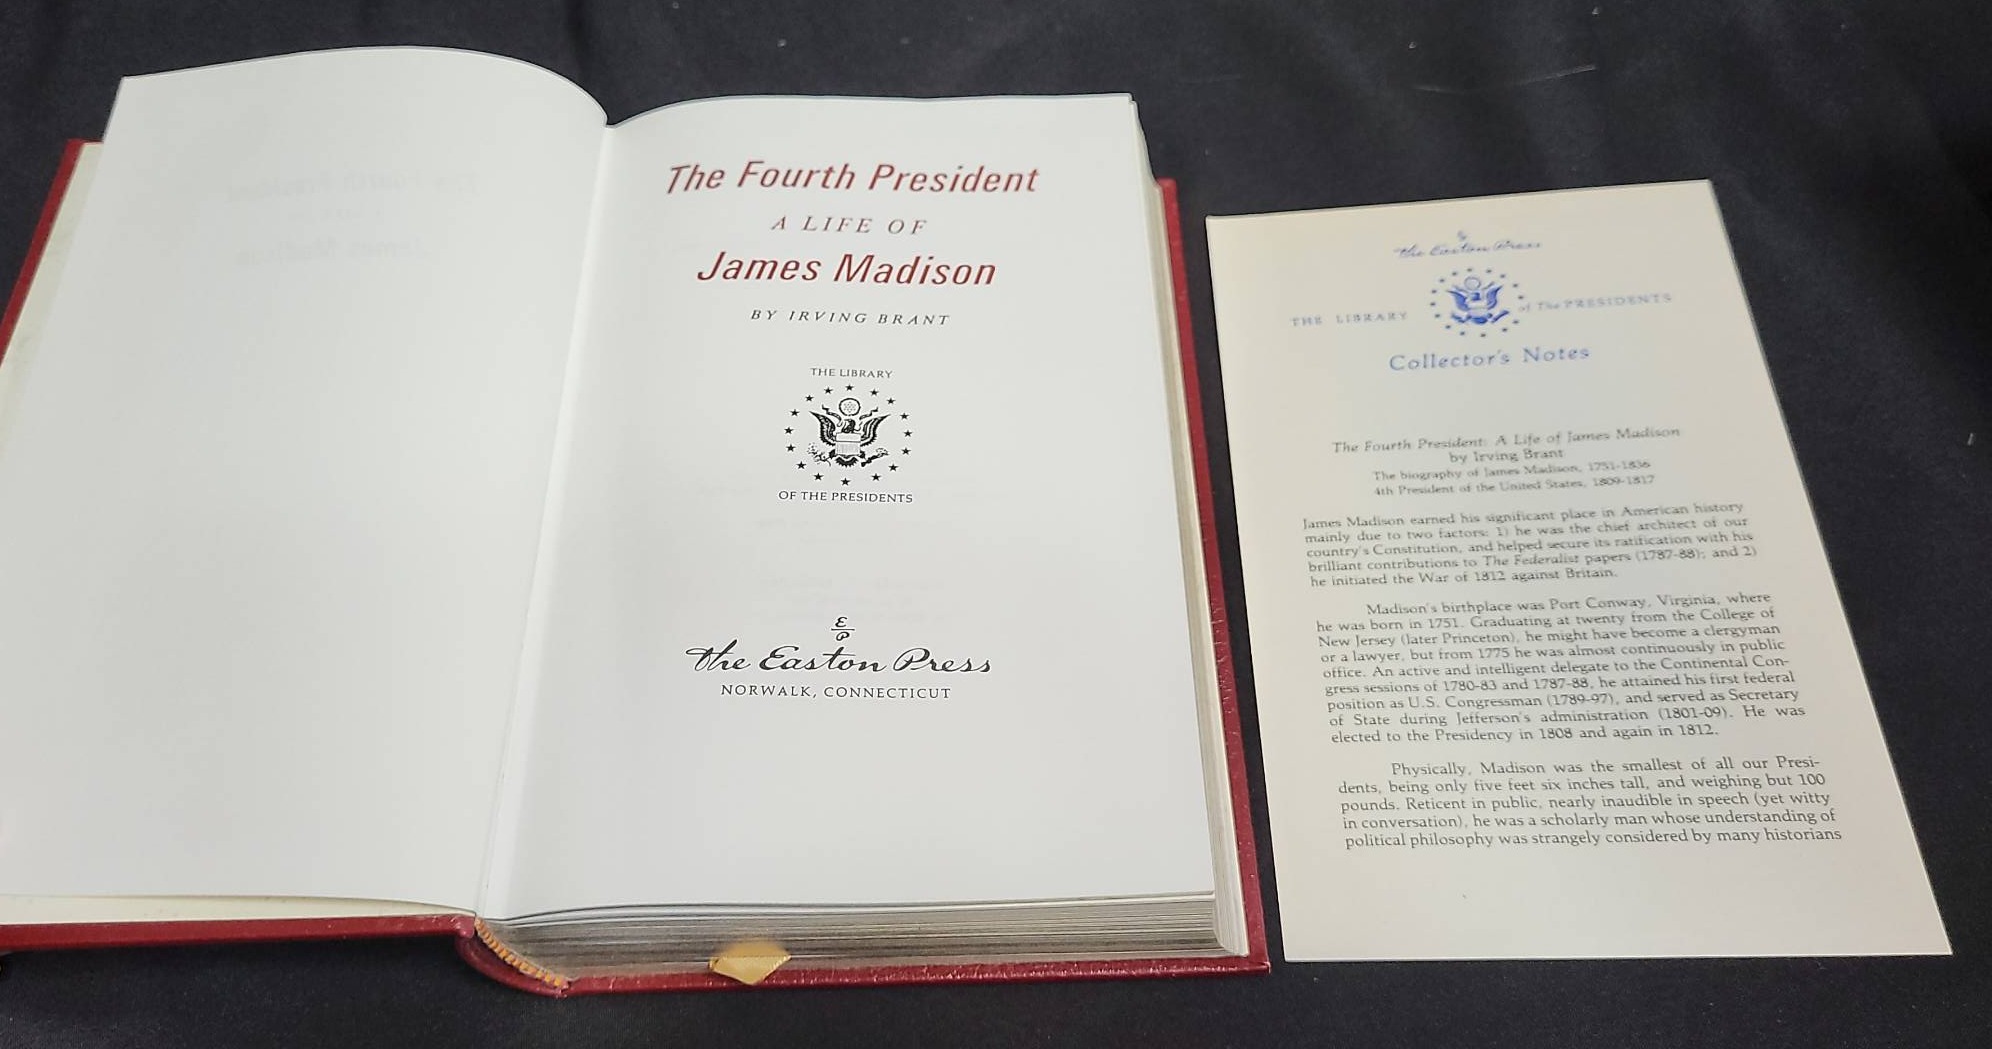 The Fourth President
A LIFE OF
James Madison
BY IRVING BRANT
THE LIBRARY
OF THE PRESIDENTS
E
P
The Easton Press
NORWALK, CONNECTICUT
The Easton Press
THE LIBRARY of The PRESIDENTS
Collector's Notes
The Fourth President: A Life of James Madison
by Irving Brant
The biography of James Madison, 1751-1836
4th President of the United States, 1809-1817
James Madison earned his significant place in American history
mainly due to two factors: 1) he was the chief architect of our
country's Constitution, and helped secure its ratification with his
brilliant contributions to The Federalist papers (1787-88); and 2)
he initiated the War of 1812 against Britain.
Madison's birthplace was Port Conway, Virginia, where
he was born in 1751. Graduating at twenty from the College of
New Jersey (later Princeton), he might have become a clergyman
or a lawyer, but from 1775 he was almost continuously in public
office. An active and intelligent delegate to the Continental Con-
gress sessions of 1780-83 and 1787-88, he attained his first federal
position as U.S. Congressman (1789-97), and served as Secretary
of State during Jefferson's administration (1801-09). He was
elected to the Presidency in 1808 and again in 1812.
Physically, Madison was the smallest of all our Presi-
dents, being only five feet six inches tall, and weighing but 100
pounds. Reticent in public, nearly inaudible in speech (yet witty
in conversation), he was a scholarly man whose understanding of
political philosophy was strangely considered by many historians